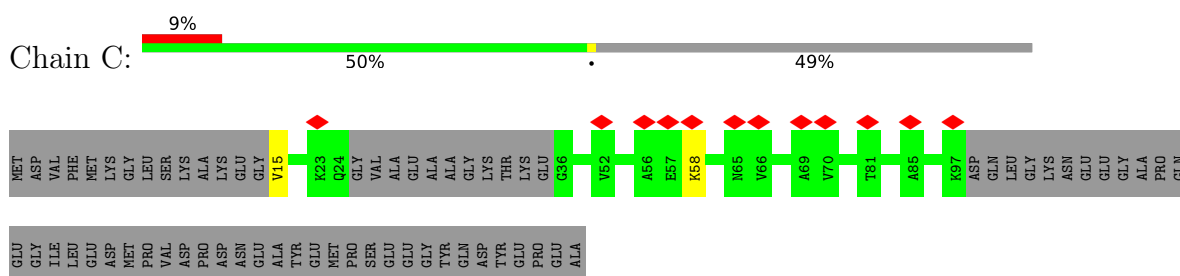 9%
Chain C:
50% • 49%
MET ASP VAL PHE MET LYS GLY LEU SER LYS ALA LYS GLU GLY V15 K23 Q24 GLY VAL ALA GLU ALA ALA GLY LYS THR LYS GLU G36 V52 A56 E57 K58 N65 V66 A69 V70 T81 A85 K97 ASP GLN LEU GLY LYS ASN GLU GLU GLY ALA PRO GLN
GLU GLY ILE LEU GLU ASP MET PRO VAL ASP PRO ASP ASN GLU ALA TYR GLU MET PRO SER GLU GLU GLY TYR GLN ASP TYR GLU PRO GLU ALA